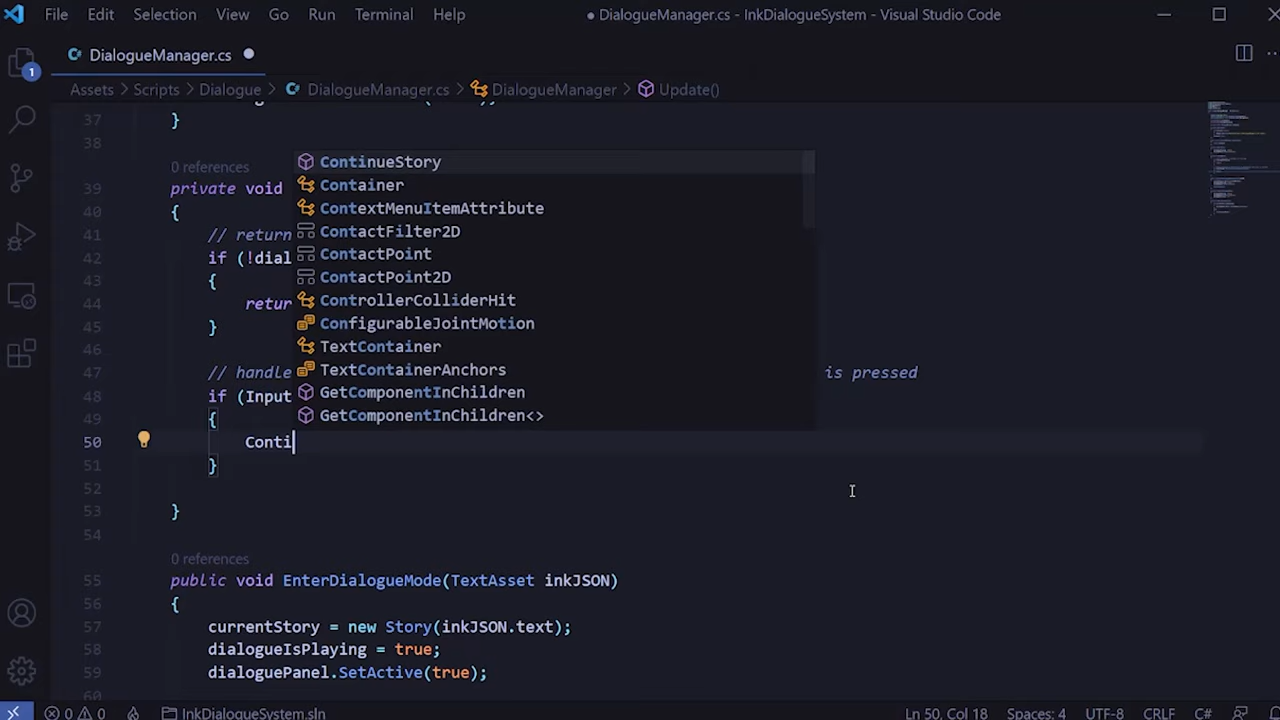 File Edit Selection View Go Run Terminal Help ● DialogueManager.cs - InkDialogueSystem - Visual Studio Code
DialogueManager.cs
Assets > Scripts > Dialogue > DialogueManager.cs > DialogueManager > Update()
1
37 }
38
0 references
39 private void
40 {
41 // return
42 if (!dial
43 {
44 retur
45 }
46
47 // handle is pressed
48 if (Input
49 {
50 Conti
51 }
52
53 }
54
ContinueStory
Container
ContextMenuItemAttribute
ContactFilter2D
ContactPoint
ContactPoint2D
ControllerColliderHit
ConfigurableJointMotion
TextContainer
TextContainerAnchors
GetComponentInChildren
GetComponentInChildren<>
0 references
55 public void EnterDialogueMode(TextAsset inkJSON)
56 {
57 currentStory = new Story(inkJSON.text);
58 dialogueIsPlaying = true;
59 dialoguePanel.SetActive(true);
60
0 0 InkDialogueSystem.sln Ln 50, Col 18 Spaces: 4 UTF-8 CRLF C#